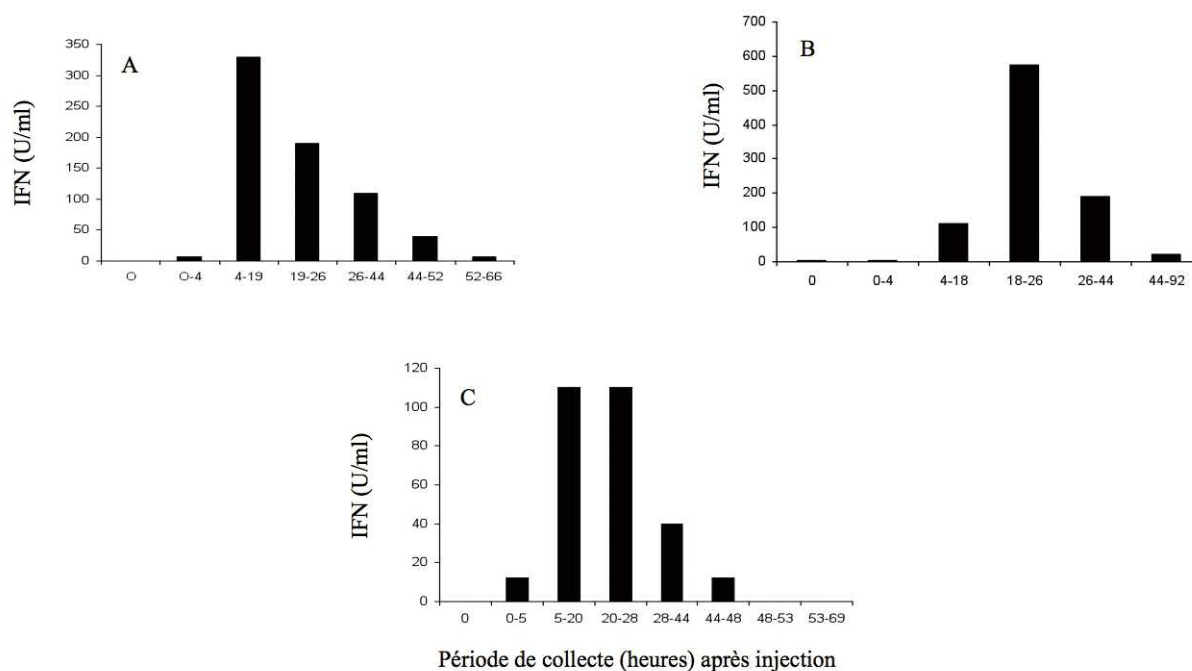 A
IFN (U/ml)
350
300
250
200
150
100
50
0
O O-4 4-19 19-26 26-44 44-52 52-66
B
IFN (U/ml)
700
600
500
400
300
200
100
0
0 0-4 4-18 18-26 26-44 44-92
C
IFN (U/ml)
120
100
80
60
40
20
0
0 0-5 5-20 20-28 28-44 44-48 48-53 53-69
Période de collecte (heures) après injection